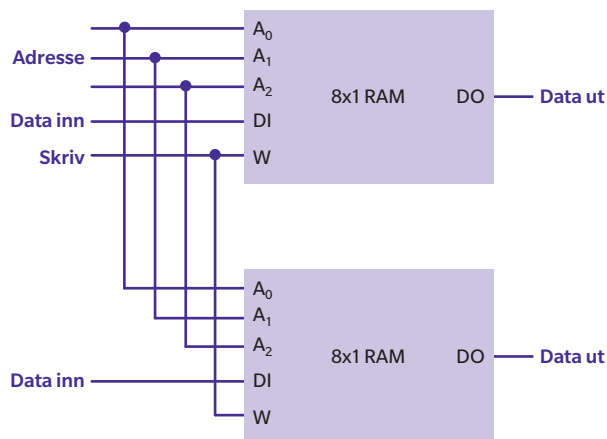 A₀
Adresse A₁
A₂ 8x1 RAM DO Data ut
Data inn DI
Skriv W
A₀
A₁
A₂ 8x1 RAM DO Data ut
Data inn DI
W